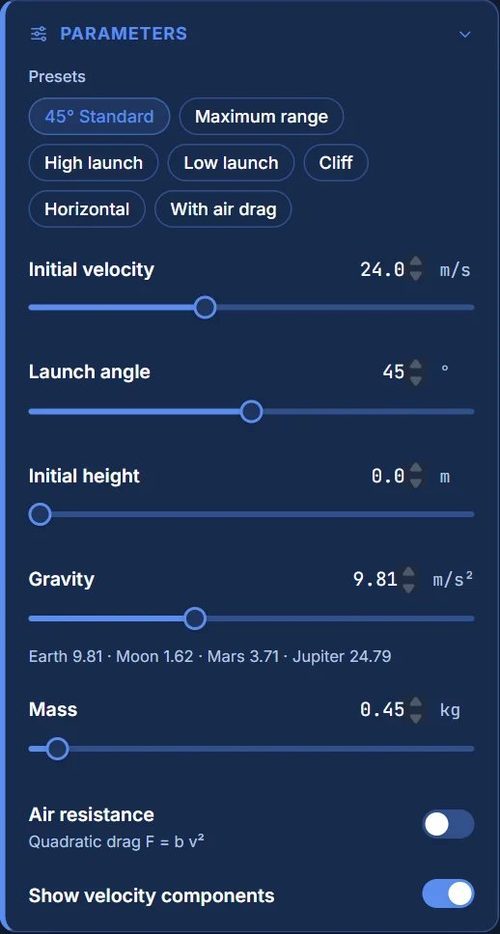 PARAMETERS
Presets
45° Standard Maximum range
High launch Low launch Cliff
Horizontal With air drag
Initial velocity 24.0 m/s
Launch angle 45 °
Initial height 0.0 m
Gravity 9.81 m/s²
Earth 9.81 · Moon 1.62 · Mars 3.71 · Jupiter 24.79
Mass 0.45 kg
Air resistance
Quadratic drag F = b v²
Show velocity components